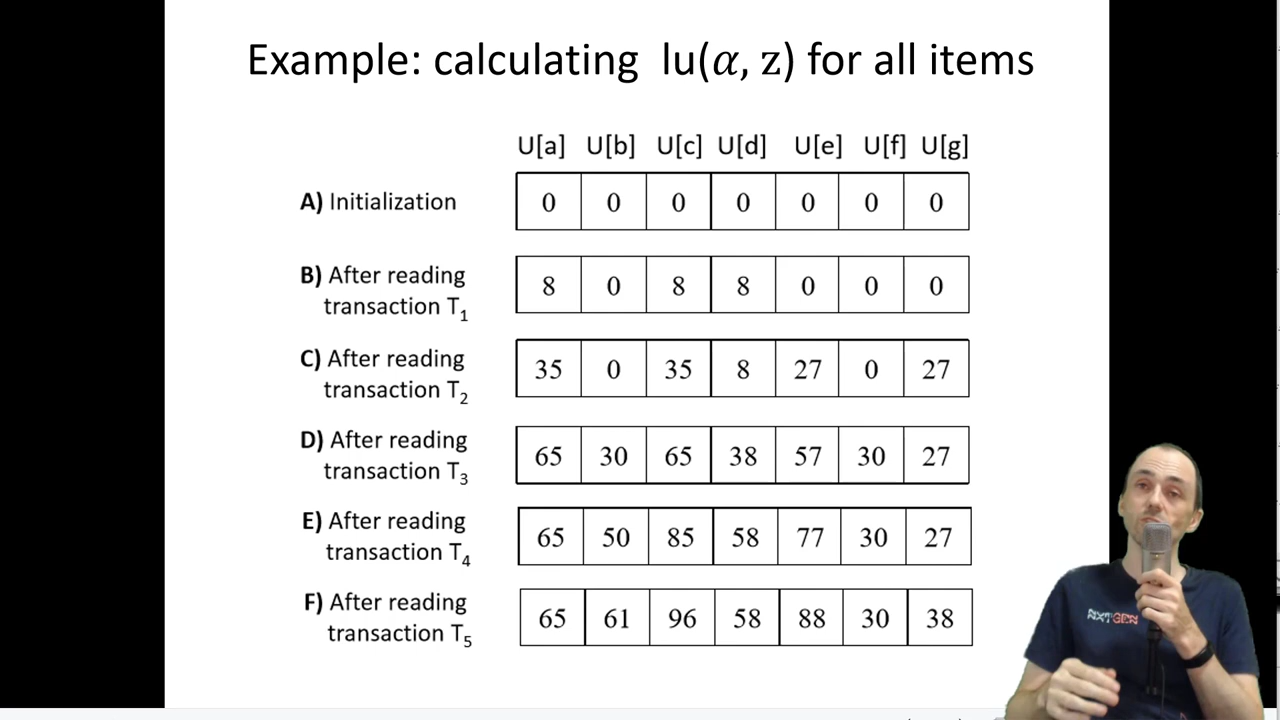 Example: calculating lu(𝛼, z) for all items
U[a] U[b] U[c] U[d] U[e] U[f] U[g]
A) Initialization 0 0 0 0 0 0 0
B) After reading
transaction T₁ 8 0 8 8 0 0 0
C) After reading
transaction T₂ 35 0 35 8 27 0 27
D) After reading
transaction T₃ 65 30 65 38 57 30 27
E) After reading
transaction T₄ 65 50 85 58 77 30 27
F) After reading
transaction T₅ 65 61 96 58 88 30 38
NXTGEN